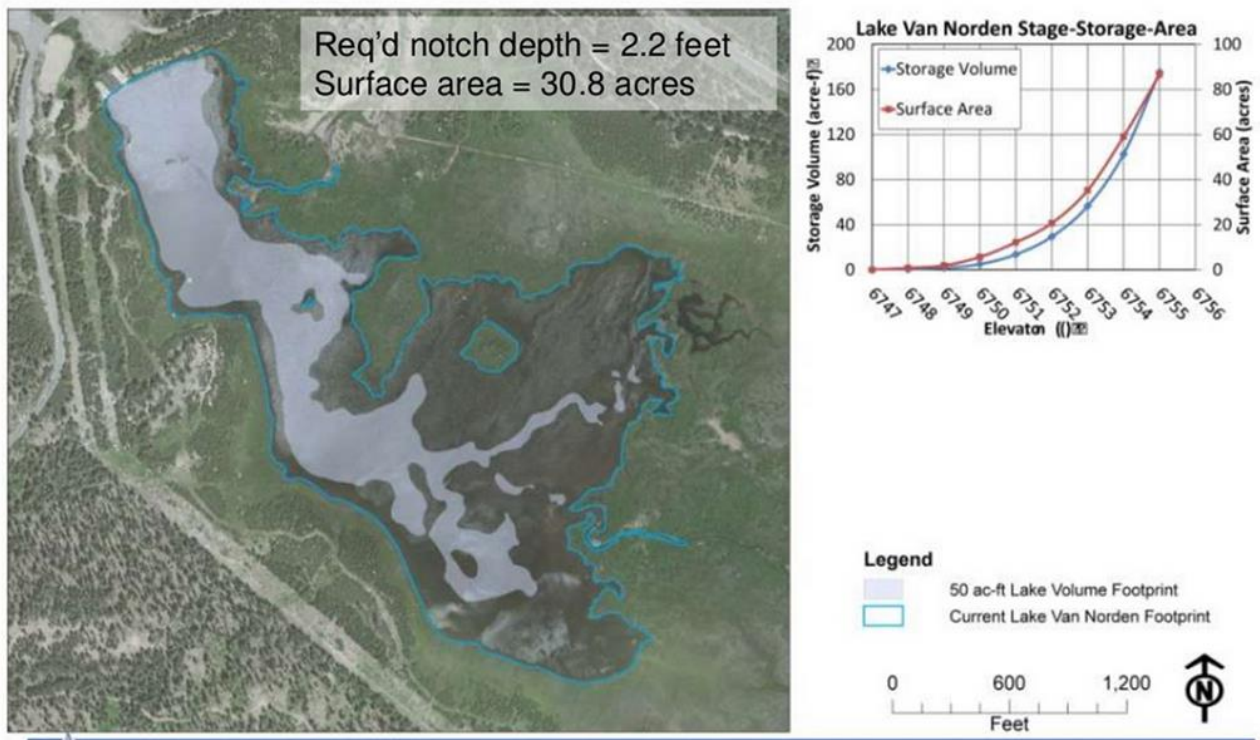 Req'd notch depth = 2.2 feet
Surface area = 30.8 acres
Lake Van Norden Stage-Storage-Area
Storage Volume (acre-f)
200
160
120
80
40
0
Storage Volume
Surface Area
100
80
60
40
20
0
Surface Area (acres)
6747
6748
6749
6750
6751
6752
6753
6754
6755
6756
Elevaton (()
Legend
50 ac-ft Lake Volume Footprint
Current Lake Van Norden Footprint
0 600 1,200
Feet
N